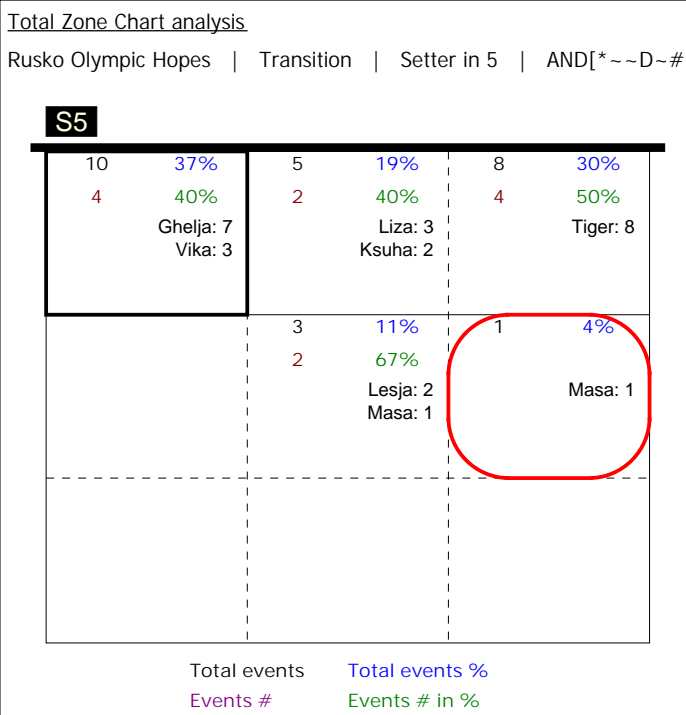 Total Zone Chart analysis
Rusko Olympic Hopes | Transition | Setter in 5 | AND[*~~D~#
S5
10 37% 5 19% 8 30%
4 40% 2 40% 4 50%
Ghelja: 7 Liza: 3 Tiger: 8
Vika: 3 Ksuha: 2
3 11% 1 4%
2 67%
Lesja: 2 Masa: 1
Masa: 1
Total events Total events %
Events # Events # in %